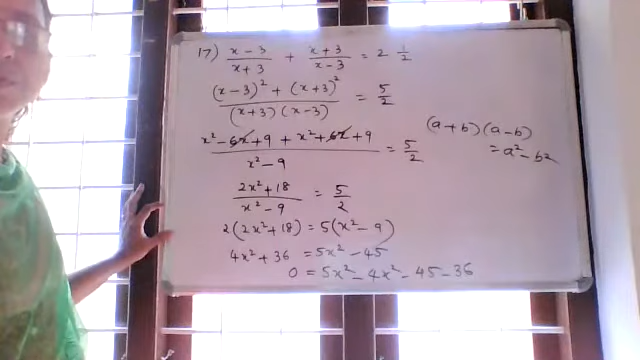 17) (x-3)/(x+3) + (x+3)/(x-3) = 2 1/2
((x-3)² + (x+3)²)/((x+3)(x-3)) = 5/2
(x²-6x+9 + x²+6x+9)/(x²-9) = 5/2
(a+b)(a-b)
= a²-b²
(2x²+18)/(x²-9) = 5/2
2(2x²+18) = 5(x²-9)
4x²+36 = 5x²-45
0 = 5x²-4x²-45-36